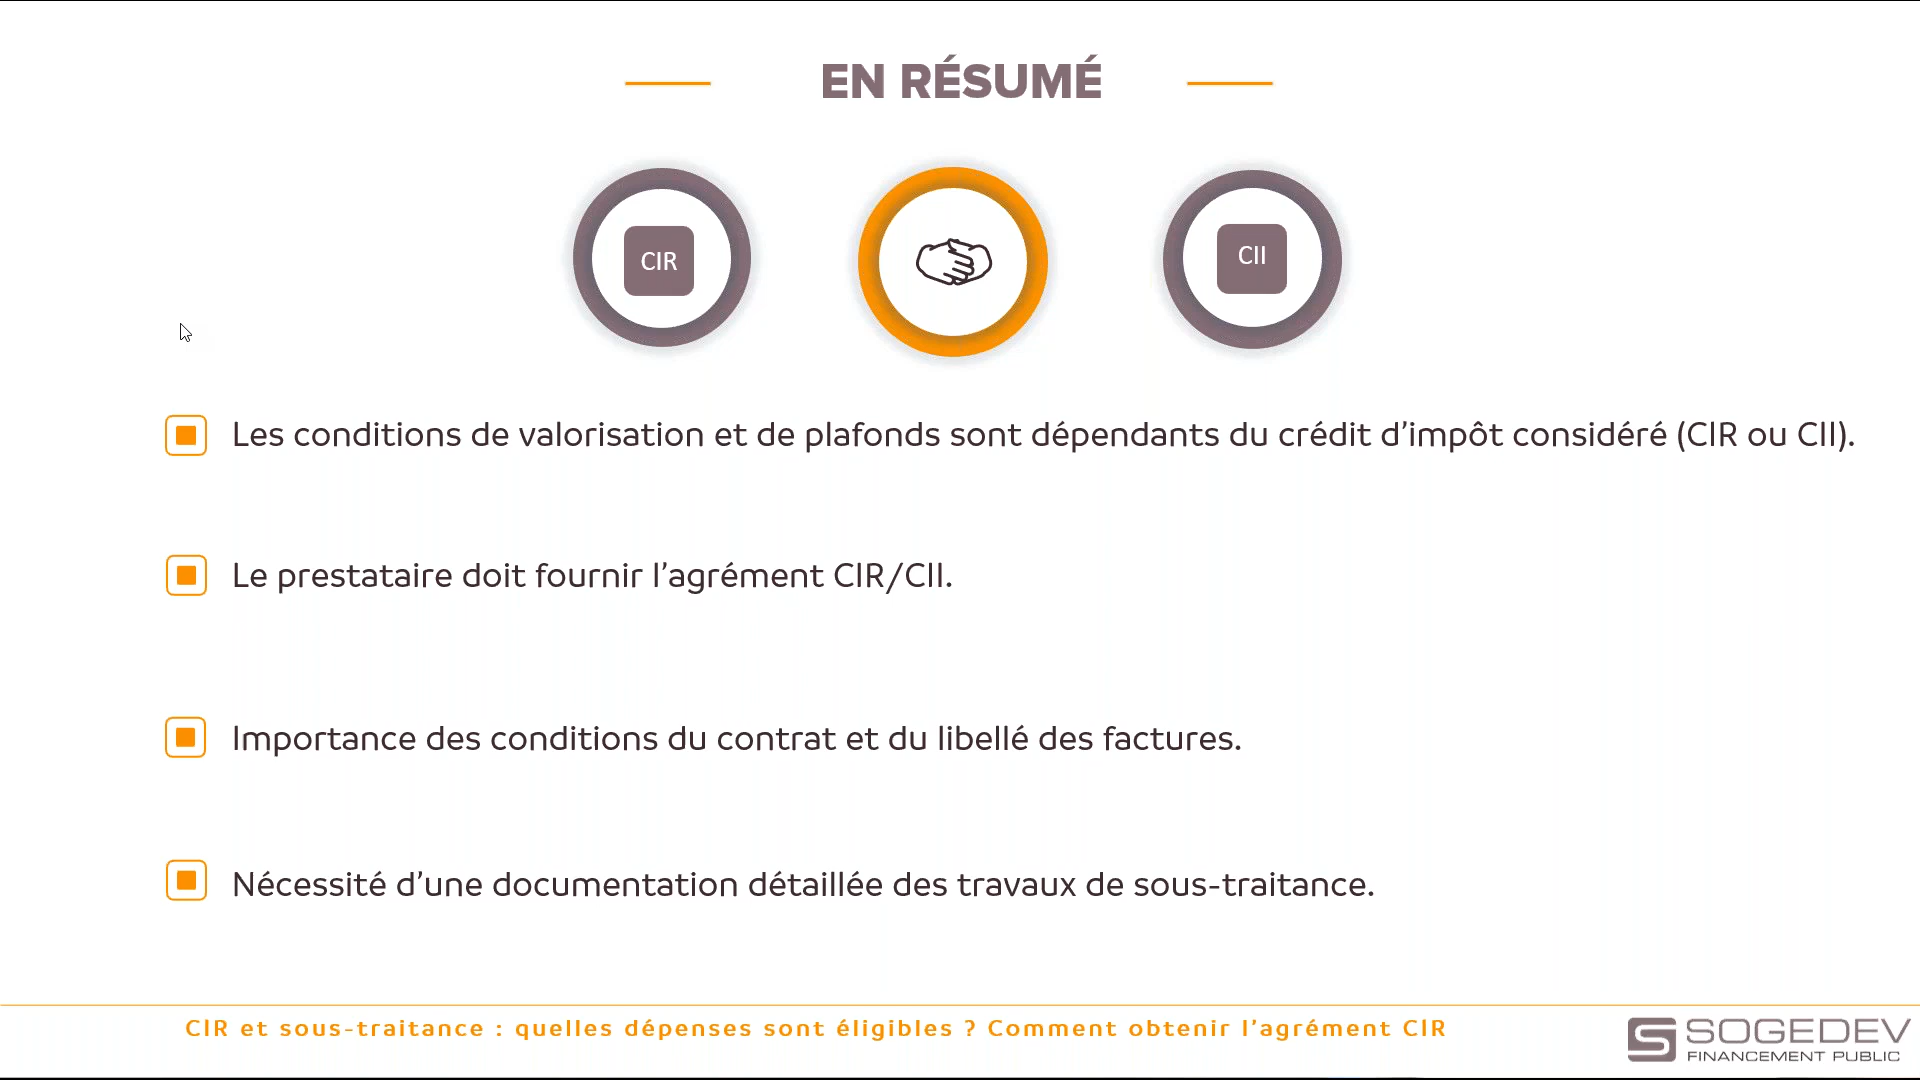 EN RÉSUMÉ
CIR
CII
Les conditions de valorisation et de plafonds sont dépendants du crédit d’impôt considéré (CIR ou CII).
Le prestataire doit fournir l’agrément CIR/CII.
Importance des conditions du contrat et du libellé des factures.
Nécessité d’une documentation détaillée des travaux de sous-traitance.
CIR et sous-traitance : quelles dépenses sont éligibles ? Comment obtenir l’agrément CIR
SOGEDEV
FINANCEMENT PUBLIC